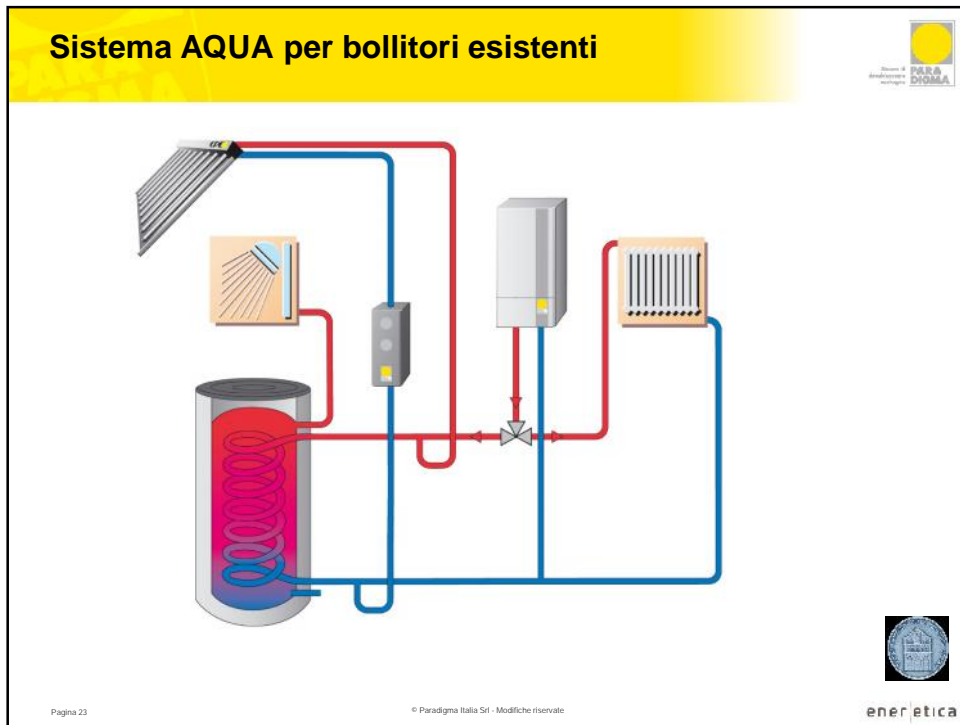 Sistema AQUA per bollitori esistenti
PARA
DIGMA
Pagina 23
© Paradigma Italia Srl - Modifiche riservate
ener etica